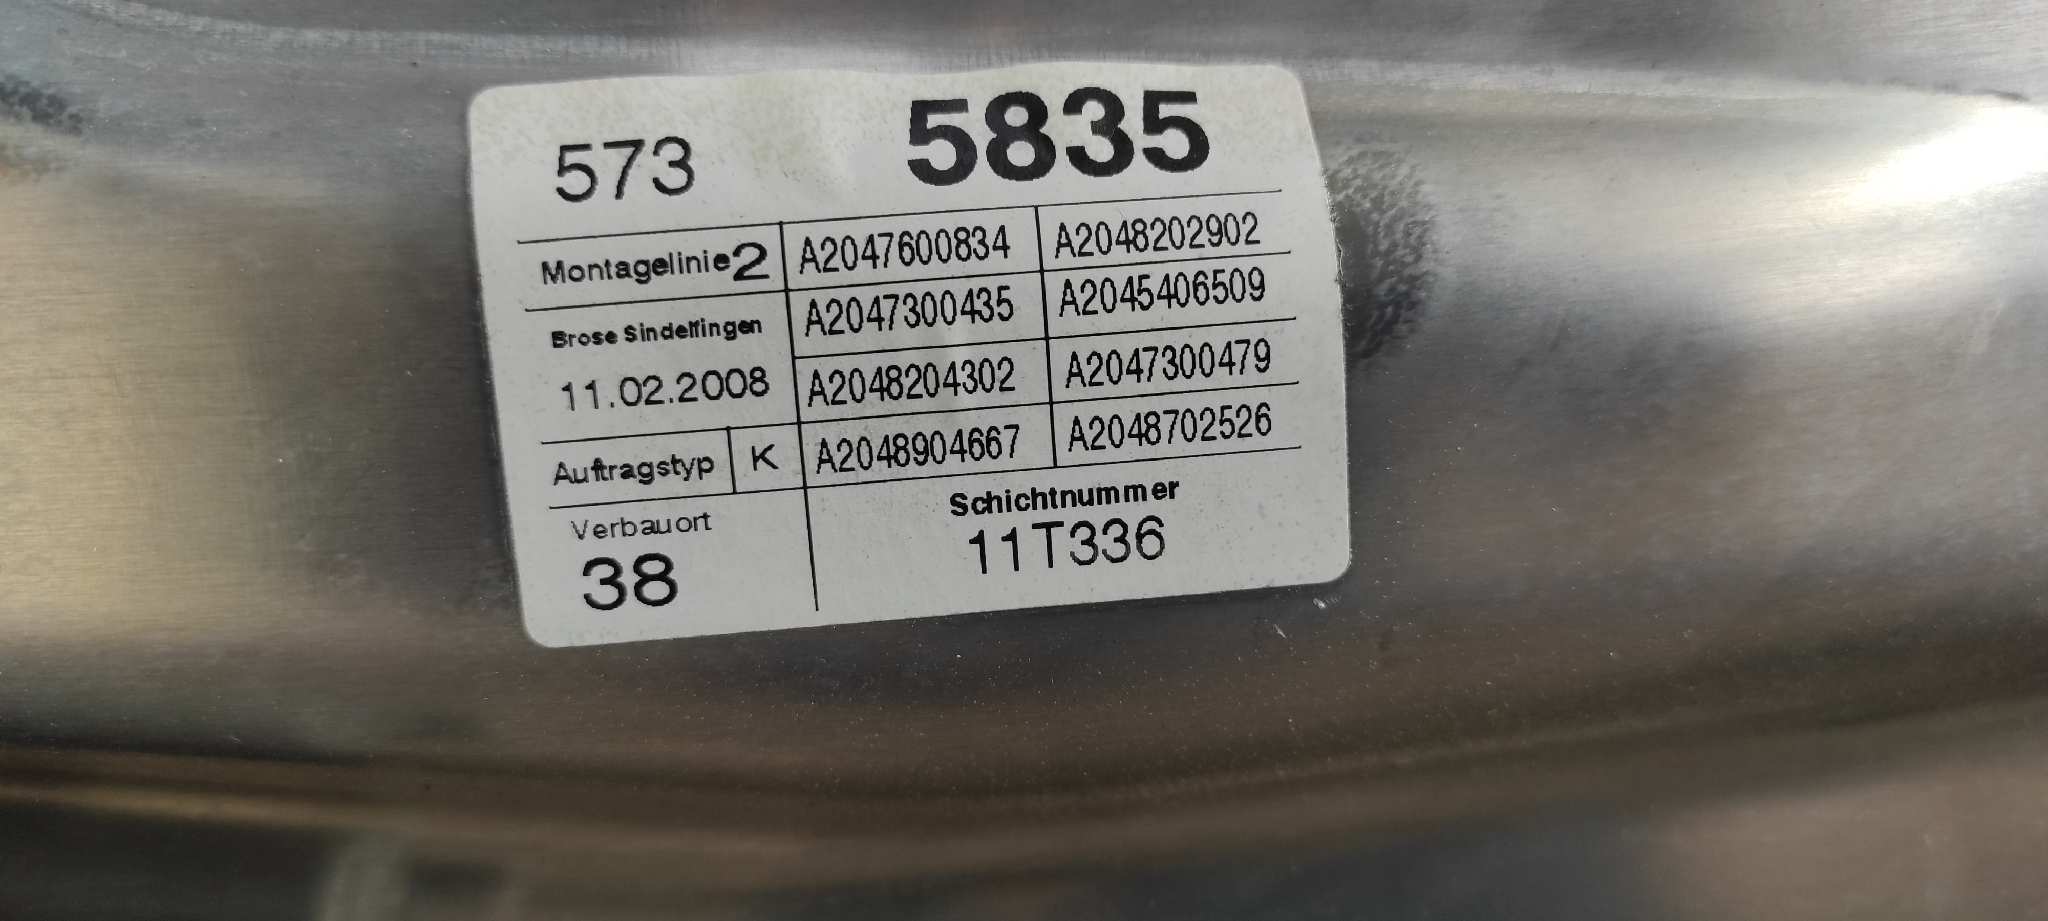 573 5835
Montagelinie 2 A2047600834 A2048202902
Brose Sindelfingen A2047300435 A2045406509
11.02.2008 A2048204302 A2047300479
Auftragstyp K A2048904667 A2048702526
Verbauort Schichtnummer
38 11T336